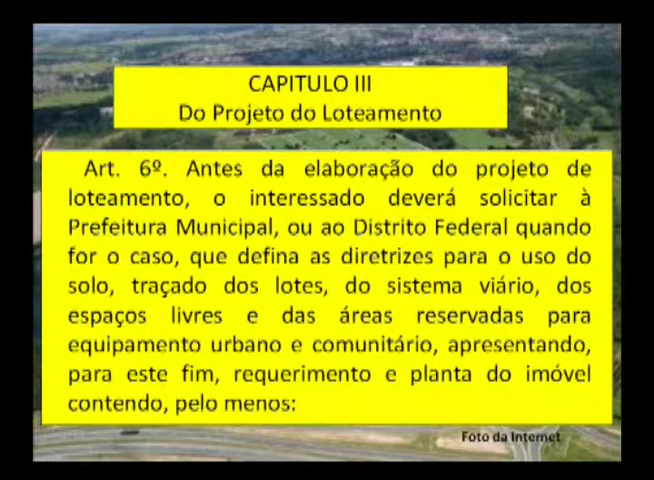 CAPITULO III
Do Projeto do Loteamento
Art. 6º. Antes da elaboração do projeto de
loteamento, o interessado deverá solicitar à
Prefeitura Municipal, ou ao Distrito Federal quando
for o caso, que defina as diretrizes para o uso do
solo, traçado dos lotes, do sistema viário, dos
espaços livres e das áreas reservadas para
equipamento urbano e comunitário, apresentando,
para este fim, requerimento e planta do imóvel
contendo, pelo menos:
Foto da Internet